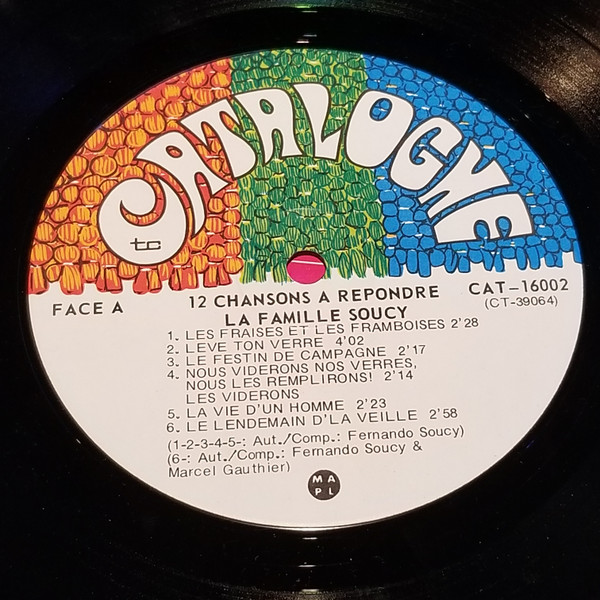 CATALOGNE
tc
FACE A
12 CHANSONS A REPONDRE
CAT-16002
LA FAMILLE SOUCY
(CT-39064)
1. LES FRAISES ET LES FRAMBOISES 2'28
2. LEVE TON VERRE 4'02
3. LE FESTIN DE CAMPAGNE 2'17
4. NOUS VIDERONS NOS VERRES,
NOUS LES REMPLIRONS! 2'14
LES VIDERONS
5. LA VIE D'UN HOMME 2'23
6. LE LENDEMAIN D'LA VEILLE 2'58
(1-2-3-4-5-: Aut./Comp.: Fernando Soucy)
(6-: Aut./Comp.: Fernando Soucy &
Marcel Gauthier)
M A
P L